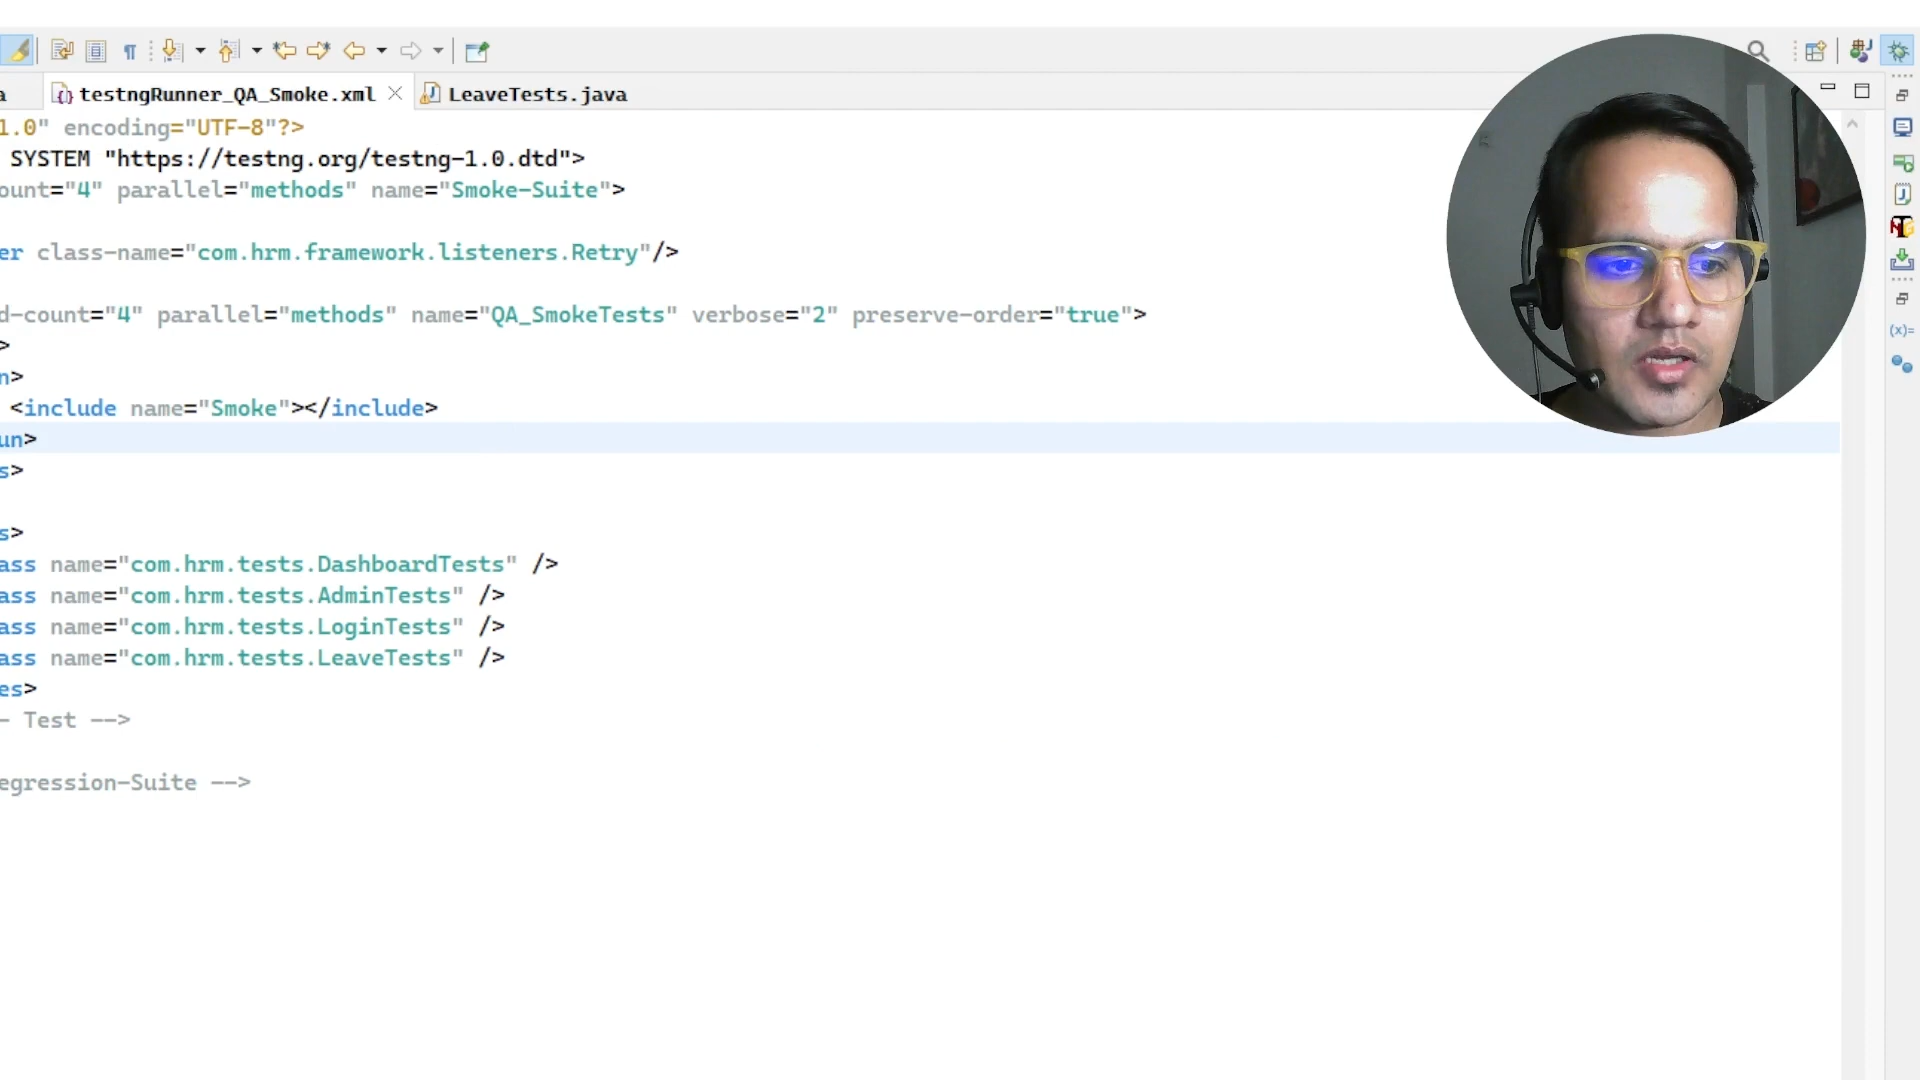 a
testngRunner_QA_Smoke.xml
LeaveTests.java
1.0" encoding="UTF-8"?>
SYSTEM "https://testng.org/testng-1.0.dtd">
ount="4" parallel="methods" name="Smoke-Suite">
er class-name="com.hrm.framework.listeners.Retry"/>
d-count="4" parallel="methods" name="QA_SmokeTests" verbose="2" preserve-order="true">
>
n>
<include name="Smoke"></include>
un>
s>
s>
ass name="com.hrm.tests.DashboardTests" />
ass name="com.hrm.tests.AdminTests" />
ass name="com.hrm.tests.LoginTests" />
ass name="com.hrm.tests.LeaveTests" />
es>
- Test -->
egression-Suite -->
(x)=